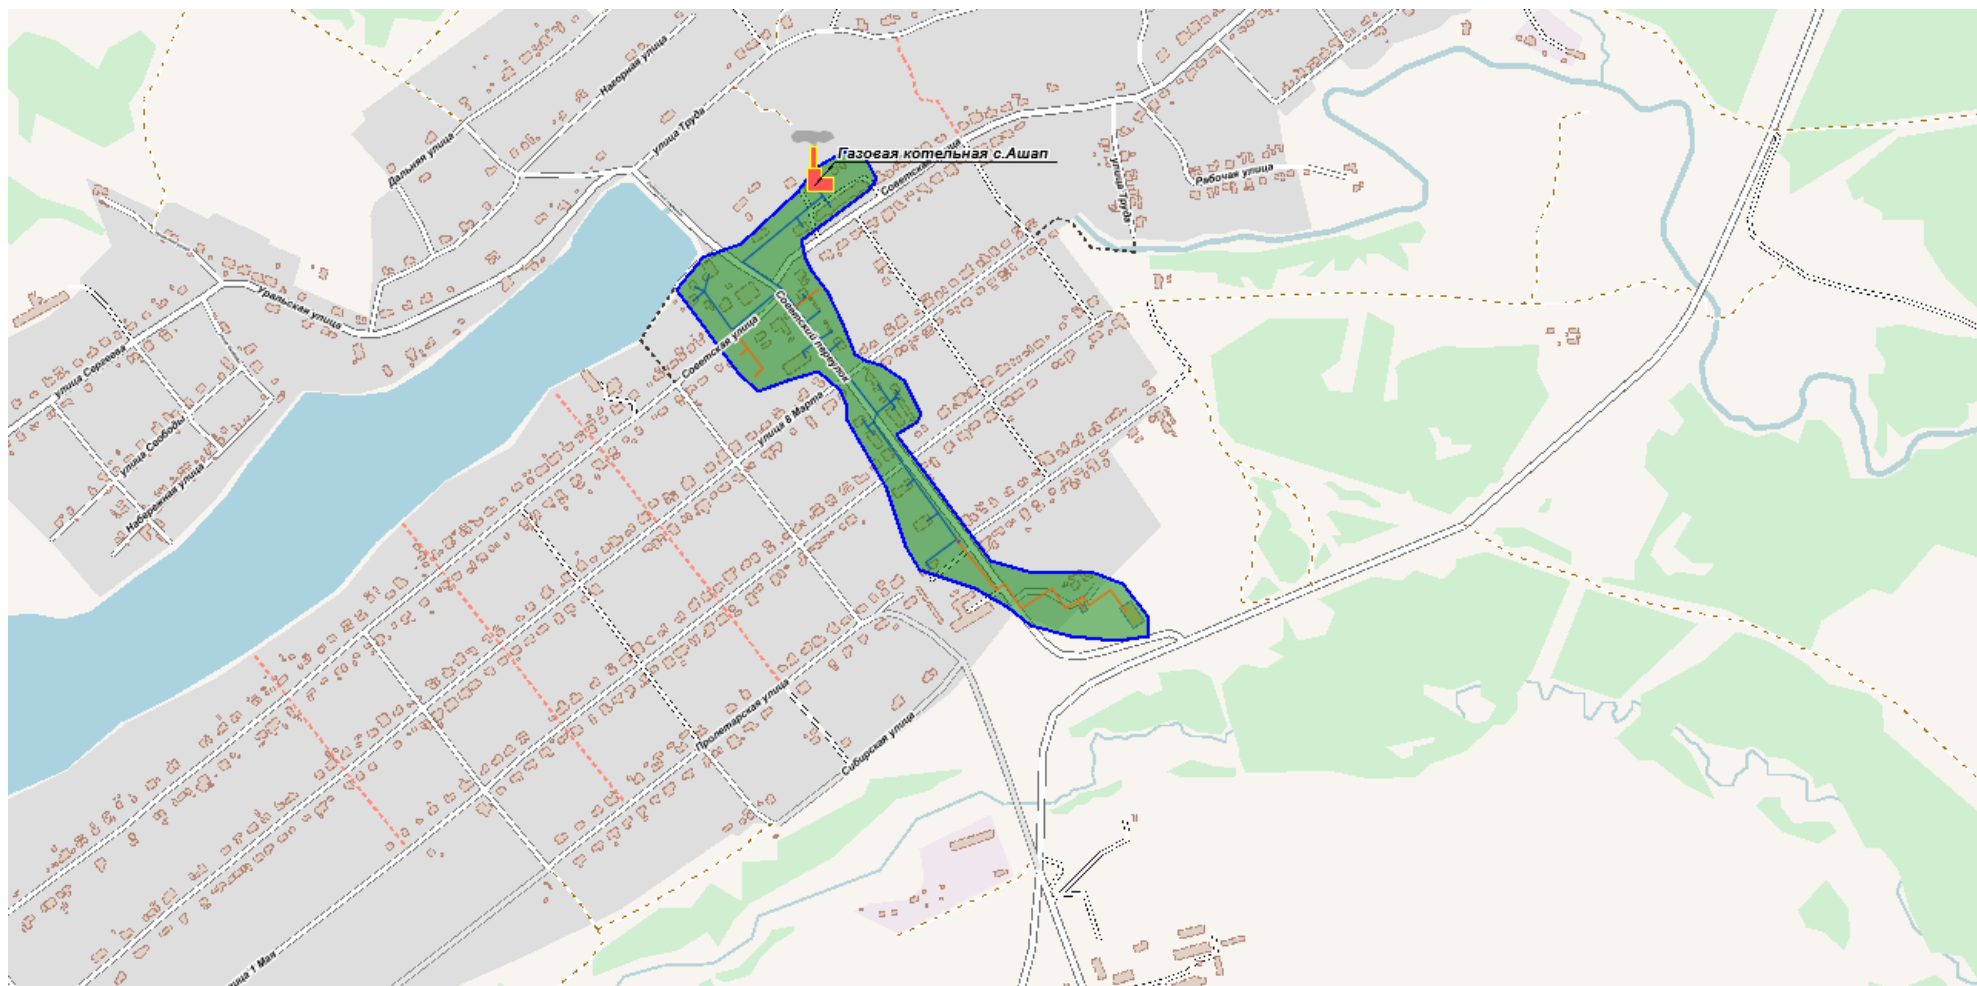 Нагорная улица
улица Труда
Дальняя улица
Газовая котельная с.Ашап
Советская улица
улица Труда
Рабочая улица
Уральская улица
улица Сергеева
Советский переулок
Советская улица
улица 8 Марта
улица Свободы
Набережная улица
Пролетарская улица
Сибирская улица
улица 1 Мая